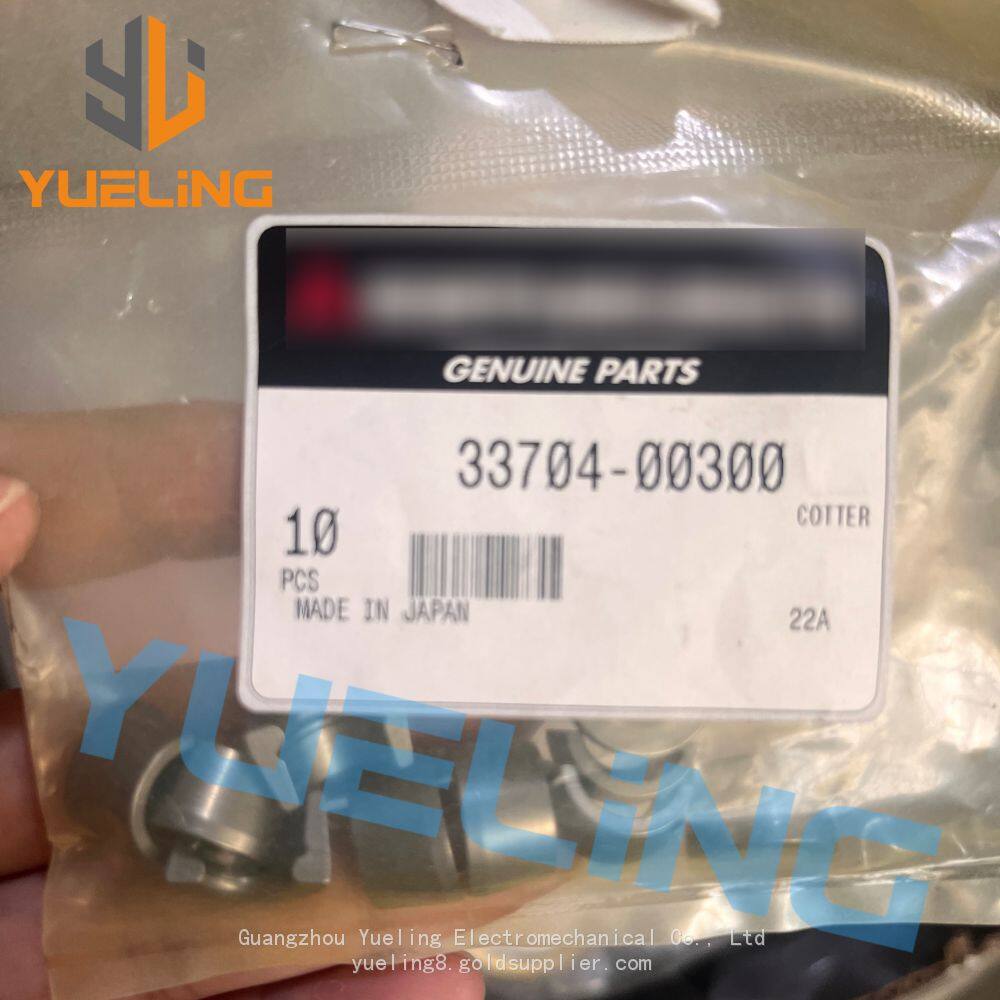 YUELiNG
GENUINE PARTS
33704-00300
COTTER
10
PCS
MADE IN JAPAN
22A
YUELiNG
Guangzhou Yueling Electromechanical Co., Ltd
yueling8.goldsupplier.com